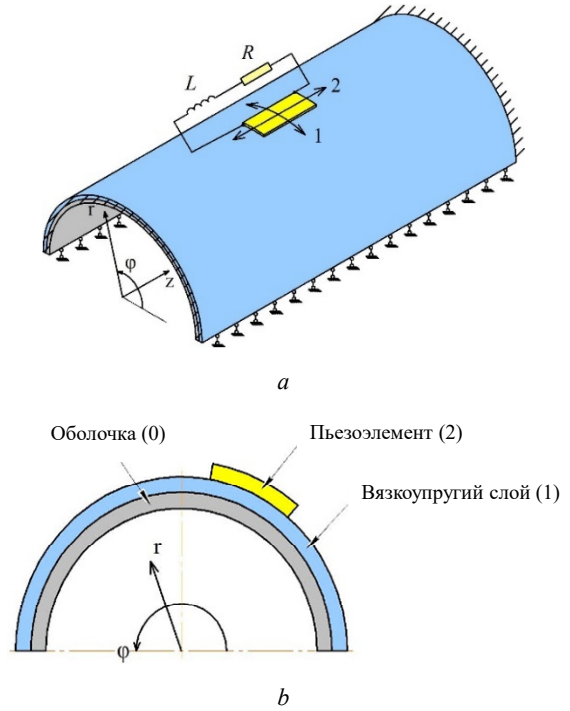 R
L
2
1
r
φ
z
a
Оболочка (0)
Пьезоэлемент (2)
Вязкоупругий слой (1)
r
φ
b